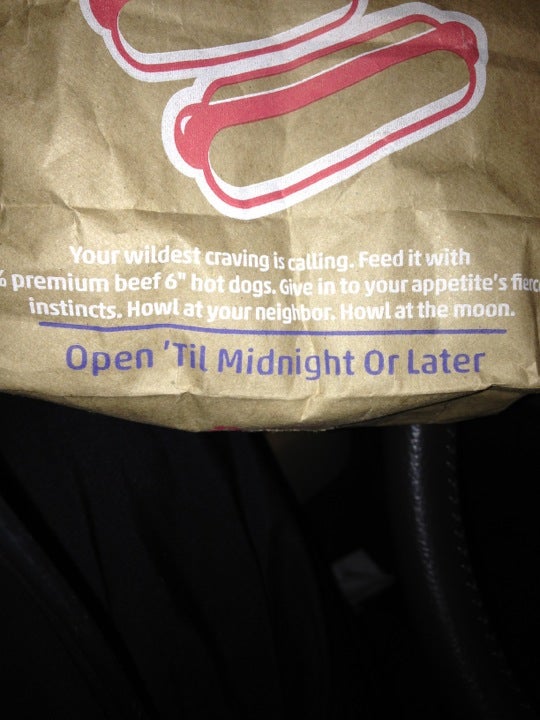 Your wildest craving is calling. Feed it with
% premium beef 6" hot dogs. Give in to your appetite's fierc
instincts. Howl at your neighbor. Howl at the moon.
Open 'Til Midnight Or Later